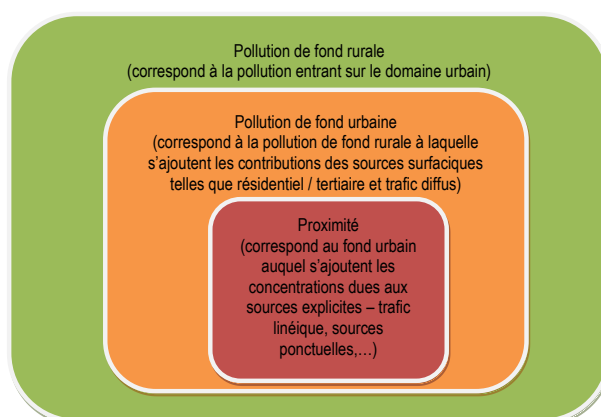 Pollution de fond rurale
(correspond à la pollution entrant sur le domaine urbain)
Pollution de fond urbaine
(correspond à la pollution de fond rurale à laquelle
s'ajoutent les contributions des sources surfaciques
telles que résidentiel / tertiaire et trafic diffus)
Proximité
(correspond au fond urbain
auquel s'ajoutent les
concentrations dues aux
sources explicites – trafic
linéique, sources
ponctuelles,…)